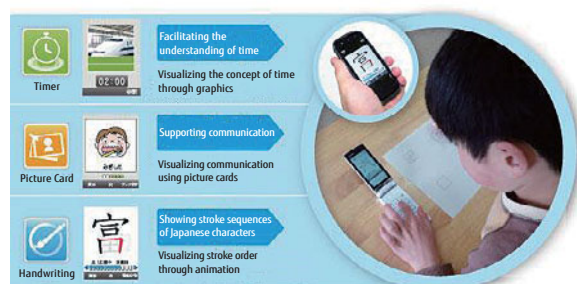 Timer
02:00
Facilitating the
understanding of time
Visualizing the concept of time
through graphics
Picture Card
Supporting communication
Visualizing communication
using picture cards
Handwriting
富
Showing stroke sequences
of Japanese characters
Visualizing stroke order
through animation
富